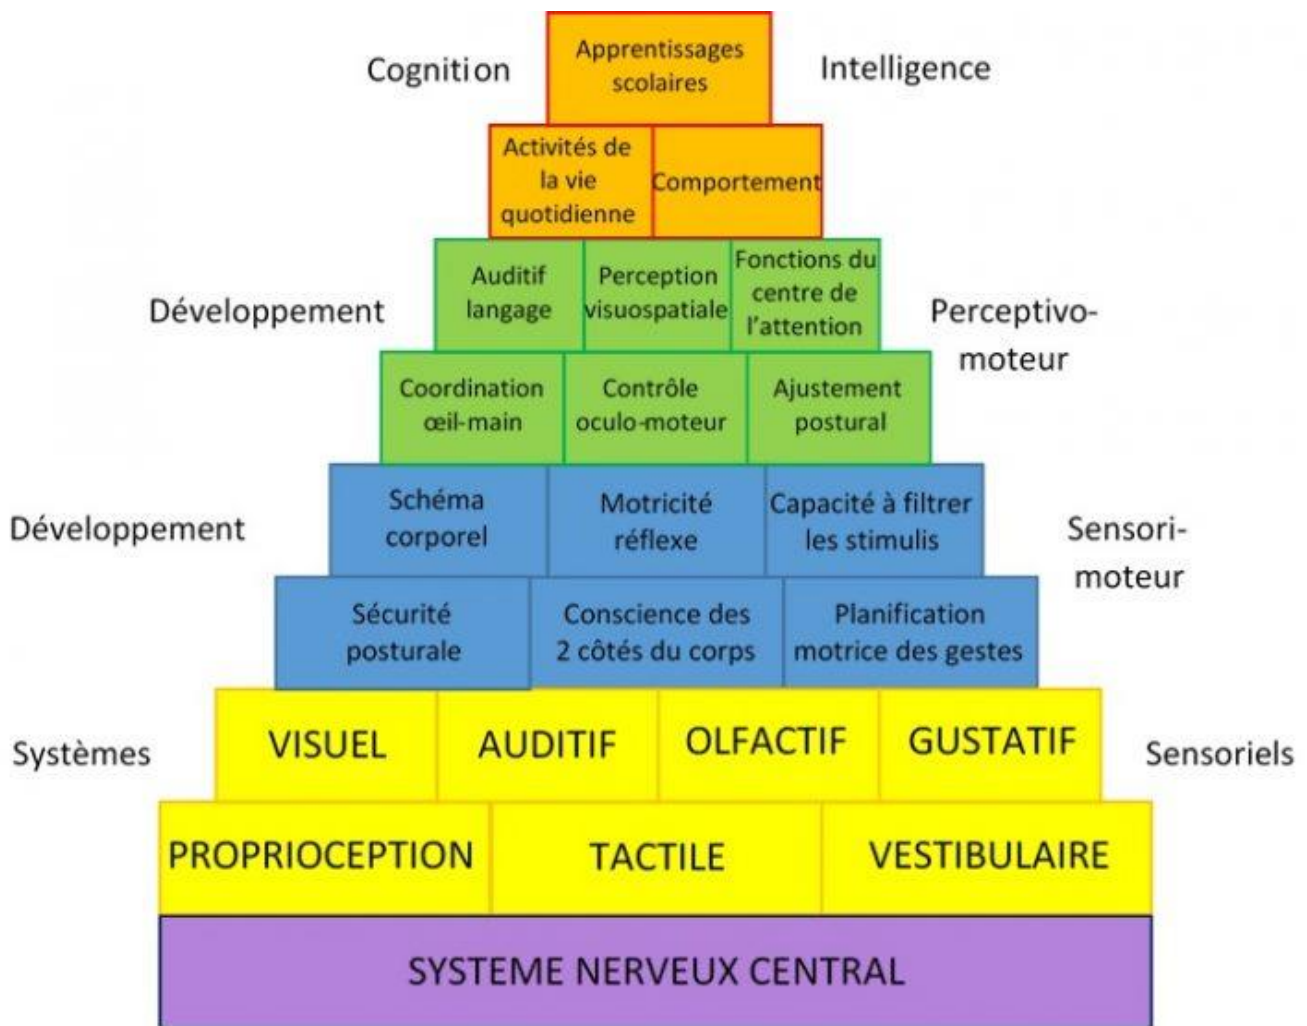 Apprentissages
scolaires
Cognition
Intelligence
Activités de
la vie
quotidienne
Comportement
Auditif
langage
Perception
visuospatiale
Fonctions du
centre de
l'attention
Développement
Perceptivo-
moteur
Coordination
œil-main
Contrôle
oculo-moteur
Ajustement
postural
Schéma
corporel
Motricité
réflexe
Capacité à filtrer
les stimulis
Développement
Sensori-
moteur
Sécurité
posturale
Conscience des
2 côtés du corps
Planification
motrice des gestes
Systèmes
VISUEL
AUDITIF
OLFACTIF
GUSTATIF
Sensoriels
PROPRIOCEPTION
TACTILE
VESTIBULAIRE
SYSTEME NERVEUX CENTRAL